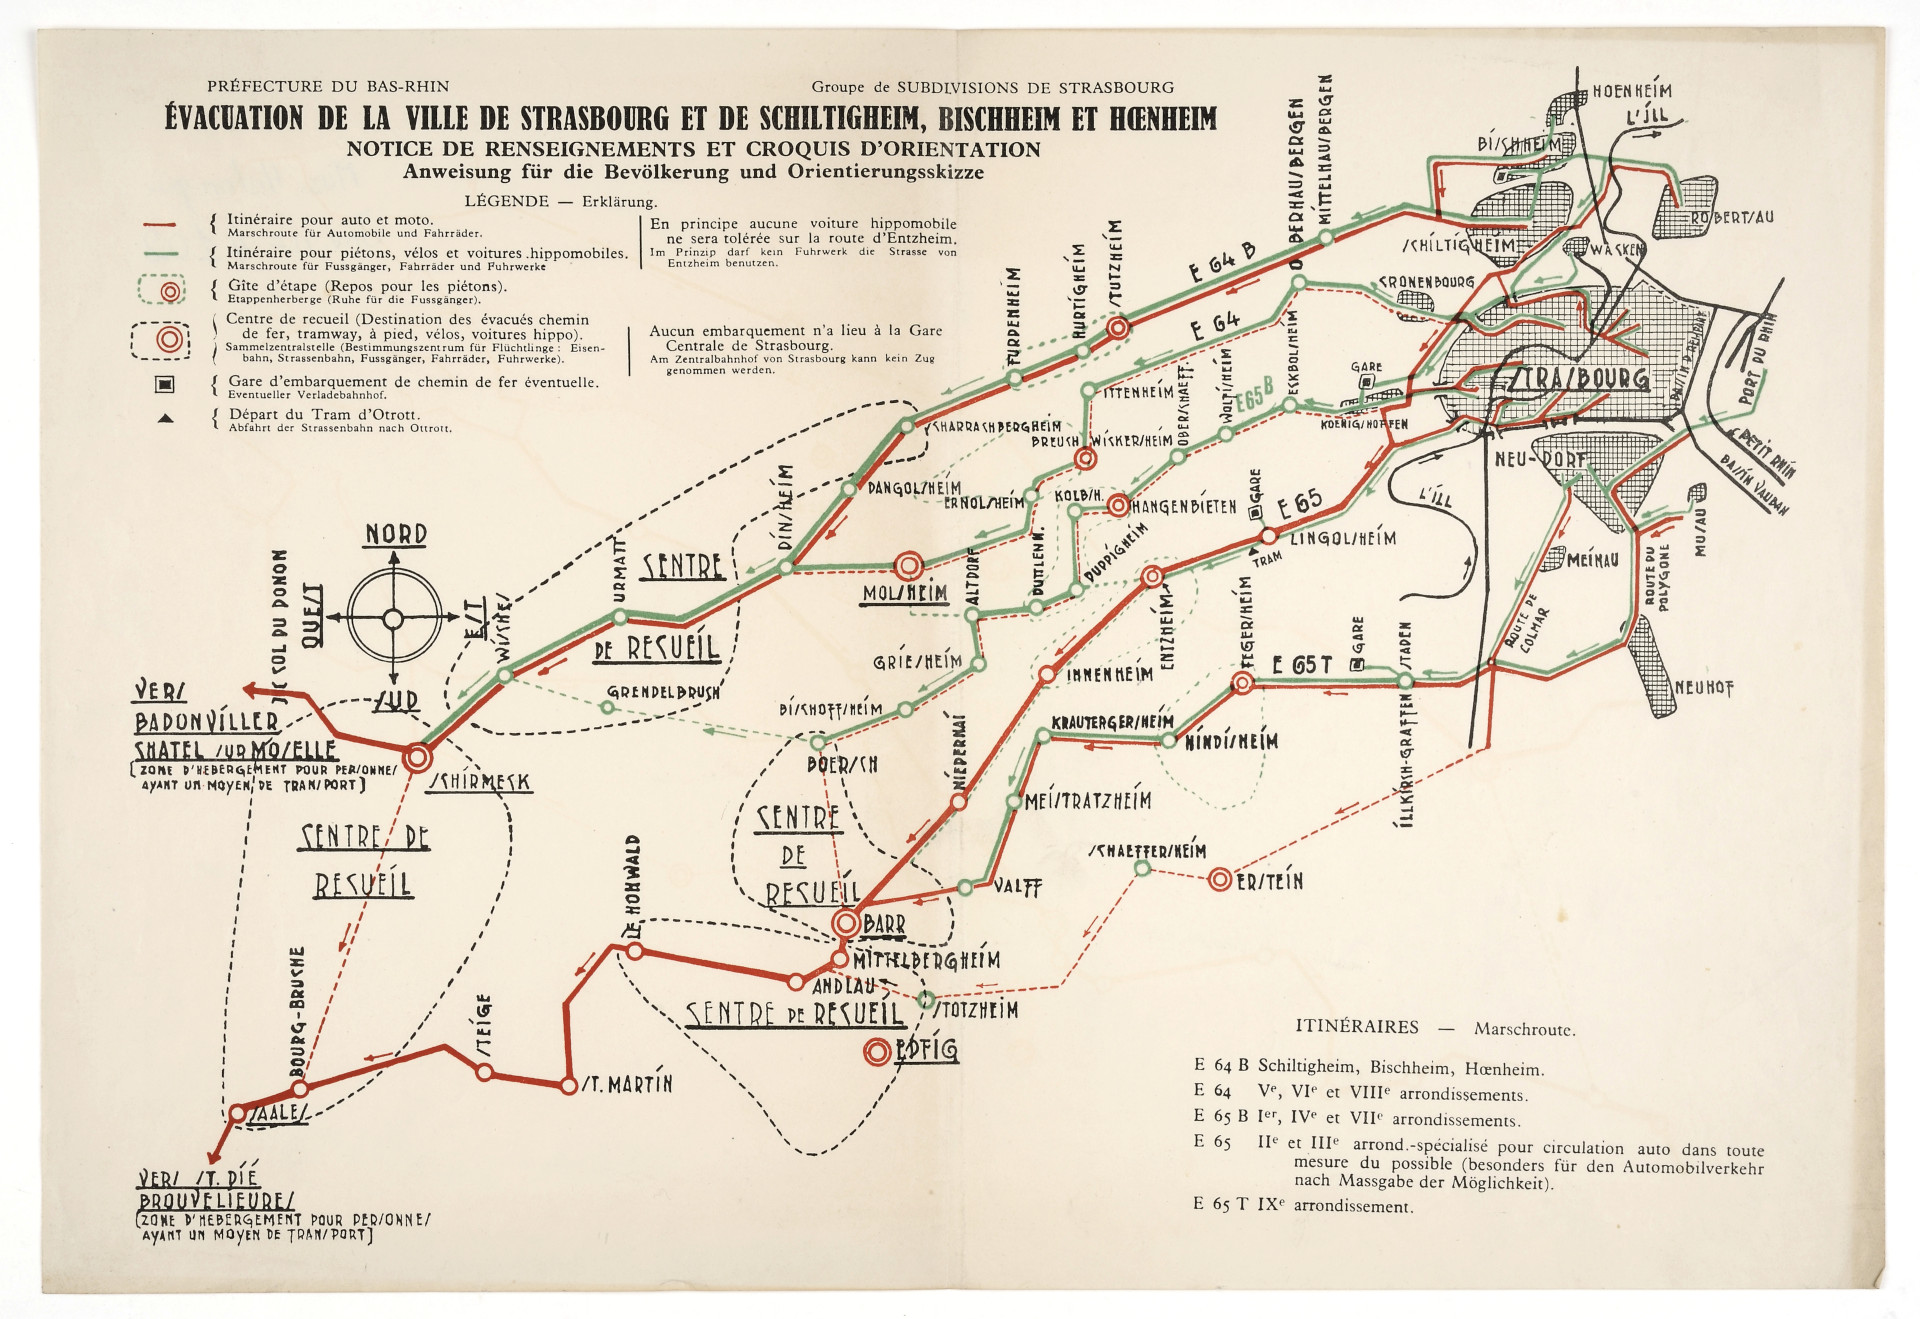 PRÉFECTURE DU BAS-RHIN
Groupe de SUBDIVISIONS DE STRASBOURG
ÉVACUATION DE LA VILLE DE STRASBOURG ET DE SCHILTIGHEIM, BISCHHEIM ET HŒNHEIM
NOTICE DE RENSEIGNEMENTS ET CROQUIS D'ORIENTATION
Anweisung für die Bevölkerung und Orientierungsskizze
LÉGENDE — Erklärung.
Itinéraire pour auto et moto.
Marschroute für Automobile und Fahrräder.
Itinéraire pour piétons, vélos et voitures hippomobiles.
Marschroute für Fussgänger, Fahrräder und Fuhrwerke
Gîte d'étape (Repos pour les piétons).
Etappenherberge (Ruhe für die Fussgänger).
Centre de recueil (Destination des évacués chemin
de fer, tramway, à pied, vélos, voitures hippo).
Sammelzentralstelle (Bestimmungszentrum für Flüchtlinge: Eisen-
bahn, Strassenbahn, Fussgänger, Fahrräder, Fuhrwerke).
Gare d'embarquement de chemin de fer éventuelle.
Eventueller Verladebahnhof.
Départ du Tram d'Otrott.
Abfahrt der Strassenbahn nach Ottrott.
En principe aucune voiture hippomobile
ne sera tolérée sur la route d'Entzheim.
Im Prinzip darf kein Fuhrwerk die Strasse von
Entzheim benutzen.
Aucun embarquement n'a lieu à la Gare
Centrale de Strasbourg.
Am Zentralbahnhof von Strasbourg kann kein Zug
genommen werden.
HOENHEIM
L'ILL
BISCHHEIM
ROBERTSAU
SCHILTIGHEIM
WACKEN
CRONENBOURG
STRASBOURG
PORT DU RHIN
GARE
KOENIGSHOFFEN
NEU-DORF
PETIT RHIN
BASSIN VAUBAN
L'ILL
MUSAU
MEINAU
ROUTE DU
POLYGONE
ROUTE DE
COLMAR
NEUHOF
OBERHAUSBERGEN
MITTELHAUSBERGEN
E 64 B
STUTZHEIM
HURTIGHEIM
FURDENHEIM
E 64
ITTENHEIM
ESKBOLSHEIM
E65 B
WOLFISHEIM
OBERSCHAEFF.
BREUSCHWICKERSHEIM
SCHARRACHBERGHEIM
DANGOLSHEIM
ERNOLSHEIM
KOLBSH.
HANGENBIETEN
GARE
E 65
LINGOLSHEIM
TRAM
DINSHEIM
MOLSHEIM
ALTDORF
DUTTLENH.
DUPPIGHEIM
ENTZHEIM
CENTRE
DE RECUEIL
URMATT
WISCHES
GRENDELBRUCH
NORD
OUEST
EST
SUD
COL DU DONON
VERS
BADONVILLER
CHATEL SUR MOSELLE
[ZONE D'HEBERGEMENT POUR PERSONNES
AYANT UN MOYEN DE TRANSPORT]
SCHIRMECK
GRIESHEIM
BISCHOFFSHEIM
BOERSCH
INNENHEIM
FEGERSHEIM
E 65 T
GARE
STADEN
ILLKIRCH-GRAFFEN
KRAUTERGERSHEIM
HINDISHEIM
NIEDERNAI
MEISTRATZHEIM
VALFF
SCHAEFFERSHEIM
ERSTEIN
CENTRE DE
RECUEIL
CENTRE
DE
RECUEIL
LE HOHWALD
BARR
MITTELBERGHEIM
ANDLAU
STOTZHEIM
CENTRE DE RECUEIL
EPFIG
BOURG-BRUCHE
STEIGE
ST. MARTIN
SAALES
VERS ST. DIÉ
BROUVELIEURES
[ZONE D'HEBERGEMENT POUR PERSONNES
AYANT UN MOYEN DE TRANSPORT]
ITINÉRAIRES — Marschroute.
E 64 B Schiltigheim, Bischheim, Hœnheim.
E 64 Ve, VIe et VIIIe arrondissements.
E 65 B Ier, IVe et VIIe arrondissements.
E 65 IIe et IIIe arrond.-spécialisé pour circulation auto dans toute
mesure du possible (besonders für den Automobilverkehr
nach Massgabe der Möglichkeit).
E 65 T IXe arrondissement.